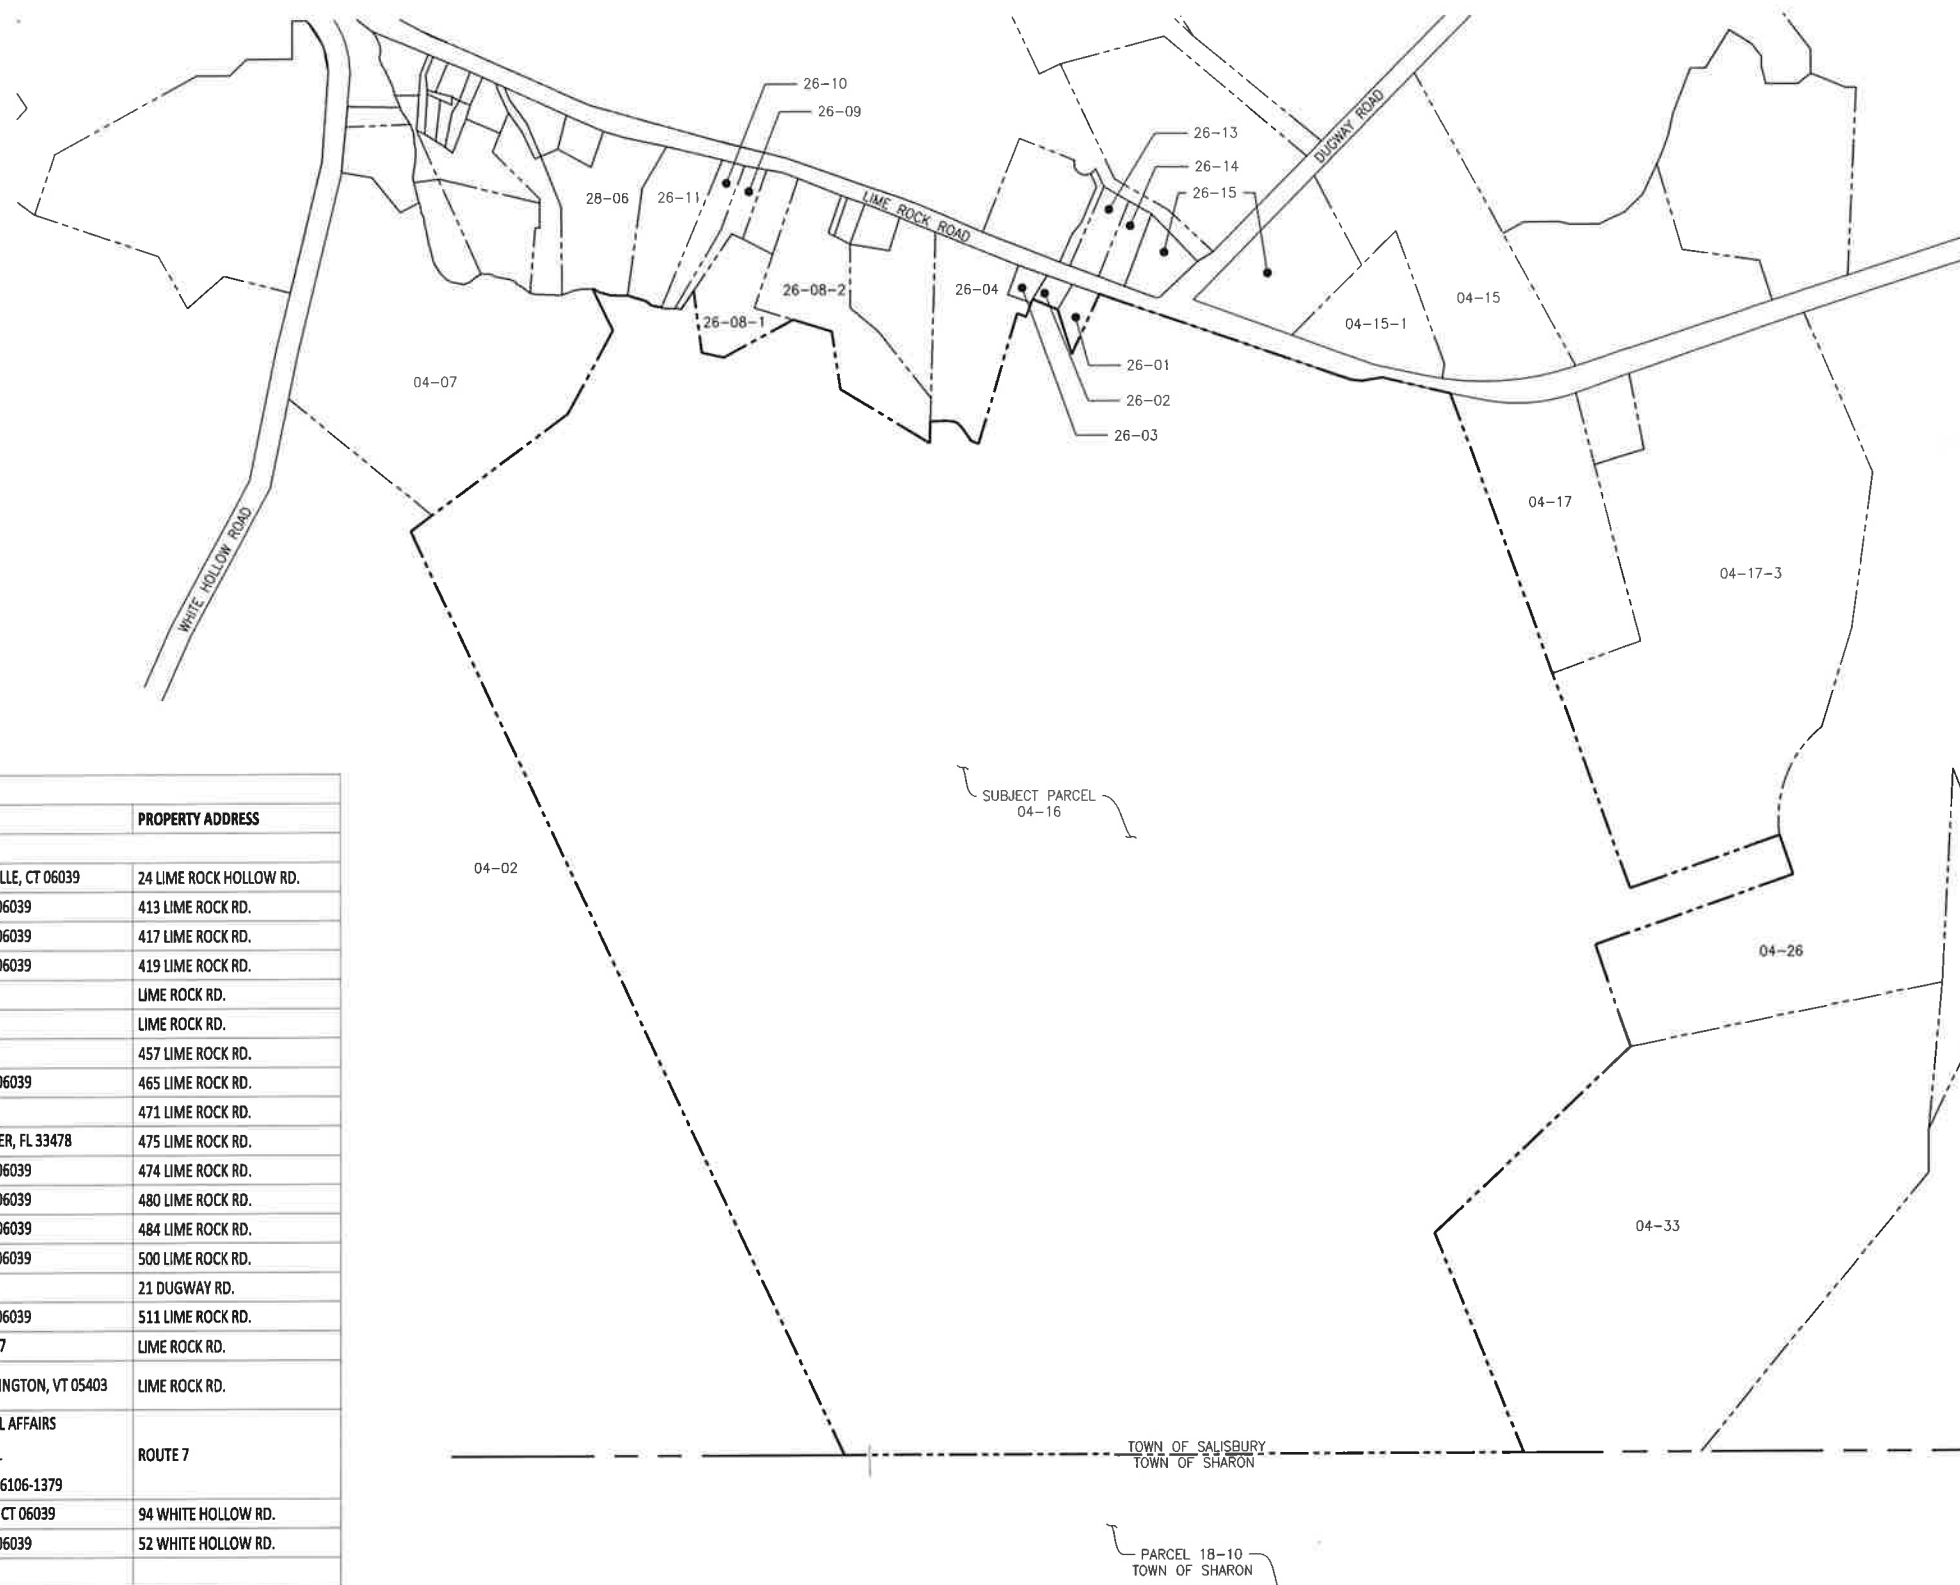 26-10
26-09
26-13
26-14
26-15
DUGWAY ROAD
28-06
26-11
LIME ROCK ROAD
26-08-2
26-04
26-08-1
04-15
04-15-1
26-01
26-02
26-03
04-07
04-17
04-17-3
WHITE HOLLOW ROAD
SUBJECT PARCEL
04-16
04-02
04-26
04-33
PROPERTY ADDRESS
LLE, CT 06039 24 LIME ROCK HOLLOW RD.
06039 413 LIME ROCK RD.
06039 417 LIME ROCK RD.
06039 419 LIME ROCK RD.
LIME ROCK RD.
LIME ROCK RD.
457 LIME ROCK RD.
06039 465 LIME ROCK RD.
471 LIME ROCK RD.
ER, FL 33478 475 LIME ROCK RD.
06039 474 LIME ROCK RD.
06039 480 LIME ROCK RD.
06039 484 LIME ROCK RD.
06039 500 LIME ROCK RD.
21 DUGWAY RD.
06039 511 LIME ROCK RD.
7 LIME ROCK RD.
INGTON, VT 05403 LIME ROCK RD.
L AFFAIRS
ROUTE 7
6106-1379
CT 06039 94 WHITE HOLLOW RD.
06039 52 WHITE HOLLOW RD.
TOWN OF SALISBURY
TOWN OF SHARON
PARCEL 18-10
TOWN OF SHARON